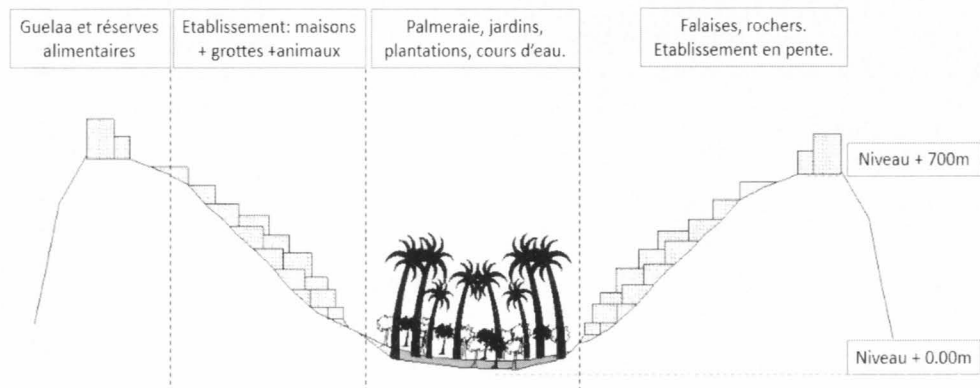 Guelaa et réserves
alimentaires
Etablissement: maisons
+ grottes +animaux
Palmeraie, jardins,
plantations, cours d'eau.
Falaises, rochers.
Etablissement en pente.
Niveau + 700m
Niveau + 0.00m